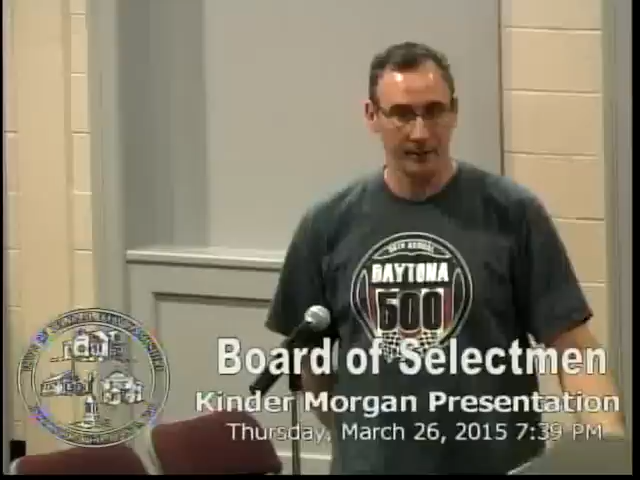 DAYTONA
500
Board of Selectmen
Kinder Morgan Presentation
Thursday, March 26, 2015 7:39 PM